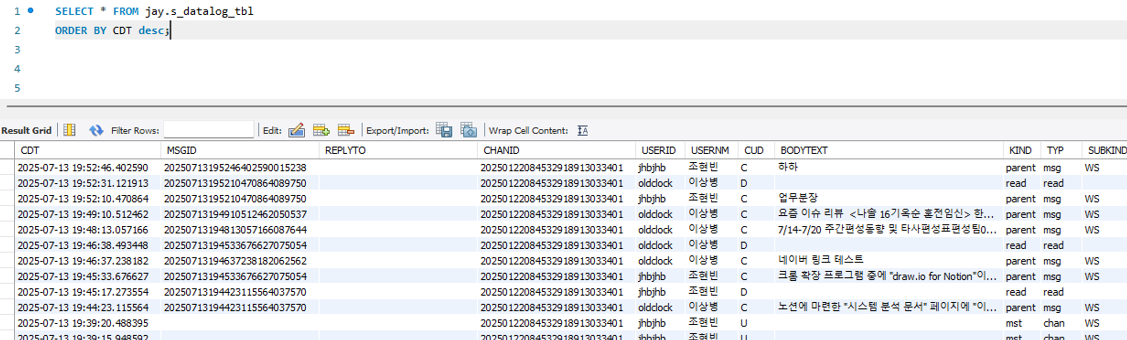 1 SELECT * FROM jay.s_datalog_tbl
2 ORDER BY CDT desc;
3
4
5
Result Grid Filter Rows: Edit: Export/Import: Wrap Cell Content:
CDT MSGID REPLYTO CHANID USERID USERNM CUD BODYTEXT KIND TYP SUBKIND
2025-07-13 19:52:46.402590 20250713195246402590015238 20250122084532918913033401 jhbjhb 조현빈 C 하하 parent msg WS
2025-07-13 19:52:31.121913 20250713195210470864089750 20250122084532918913033401 oldclock 이상병 D read read
2025-07-13 19:52:10.470864 20250713195210470864089750 20250122084532918913033401 jhbjhb 조현빈 C 업무분장 parent msg WS
2025-07-13 19:49:10.512462 20250713194910512462050537 20250122084532918913033401 oldclock 이상병 C 요즘 이슈 리뷰 <나솔 16기옥순 혼전임신> 한... parent msg WS
2025-07-13 19:48:13.057166 20250713194813057166087644 20250122084532918913033401 oldclock 이상병 C 7/14-7/20 주간편성동향 및 타사편성표편성팀0... parent msg WS
2025-07-13 19:46:38.493448 20250713194533676627075054 20250122084532918913033401 oldclock 이상병 D read read
2025-07-13 19:46:37.238182 20250713194637238182062562 20250122084532918913033401 oldclock 이상병 C 네이버 링크 테스트 parent msg WS
2025-07-13 19:45:33.676627 20250713194533676627075054 20250122084532918913033401 jhbjhb 조현빈 C 크롬 확장 프로그램 중에 "draw.io for Notion"이... parent msg WS
2025-07-13 19:45:17.273554 20250713194423115564037570 20250122084532918913033401 jhbjhb 조현빈 D read read
2025-07-13 19:44:23.115564 20250713194423115564037570 20250122084532918913033401 oldclock 이상병 C 노션에 마련한 "시스템 분석 문서" 페이지에 "이... parent msg WS
2025-07-13 19:39:20.488395 20250122084532918913033401 jhbjhb 조현빈 U mst chan WS
2025-07-13 19:39:15.948592 20250122084532918913033401 jhbjhb 조현빈 U mst chan WS